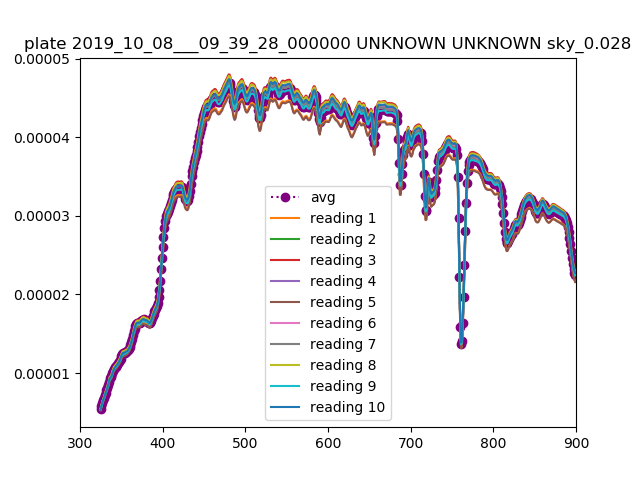 plate 2019_10_08___09_39_28_000000 UNKNOWN UNKNOWN sky_0.028
0.00005
0.00004
0.00003
0.00002
0.00001
avg
reading 1
reading 2
reading 3
reading 4
reading 5
reading 6
reading 7
reading 8
reading 9
reading 10
300 400 500 600 700 800 900